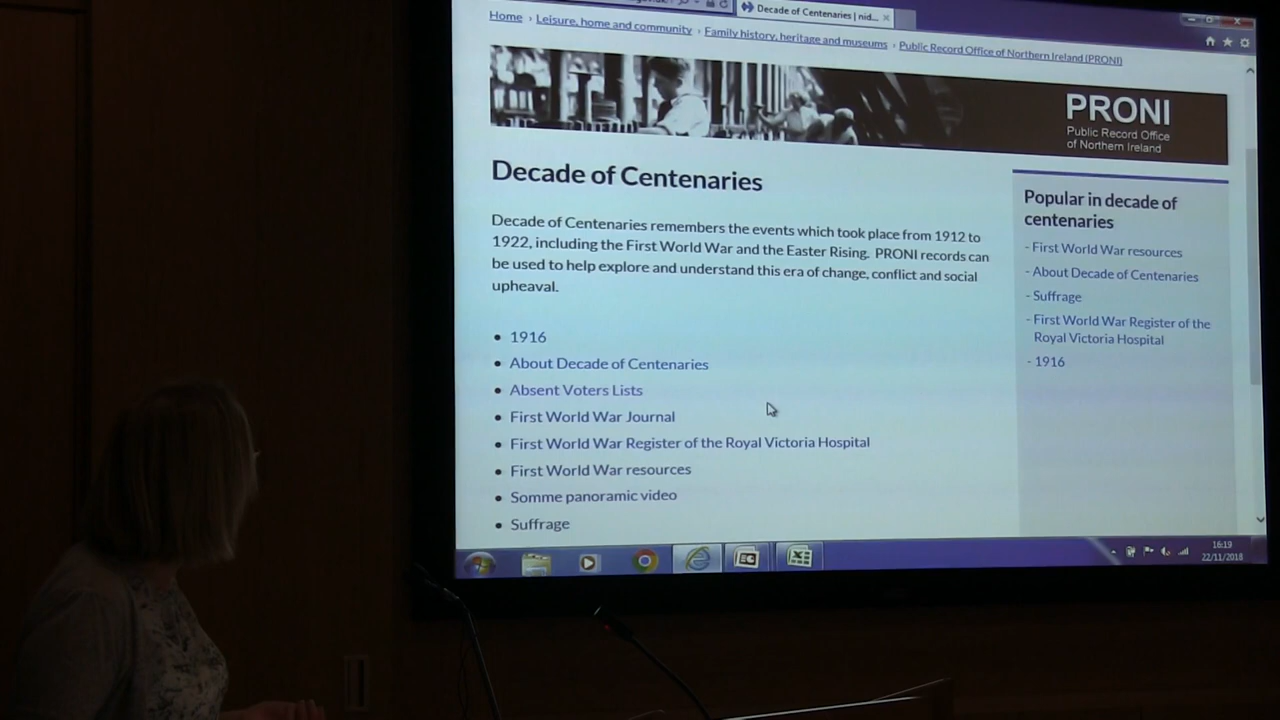 Decade of Centenaries | nid...
Home › Leisure, home and community › Family history, heritage and museums › Public Record Office of Northern Ireland (PRONI)
PRONI
Public Record Office
of Northern Ireland
Decade of Centenaries
Decade of Centenaries remembers the events which took place from 1912 to
1922, including the First World War and the Easter Rising. PRONI records can
be used to help explore and understand this era of change, conflict and social
upheaval.
• 1916
• About Decade of Centenaries
• Absent Voters Lists
• First World War Journal
• First World War Register of the Royal Victoria Hospital
• First World War resources
• Somme panoramic video
• Suffrage
Popular in decade of
centenaries
- First World War resources
- About Decade of Centenaries
- Suffrage
- First World War Register of the
Royal Victoria Hospital
- 1916
16:19
22/11/2018